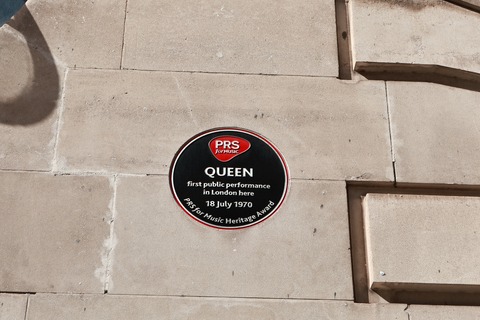 PRS
for Music
QUEEN
first public performance
in London here
18 July 1970
PRS for Music Heritage Award